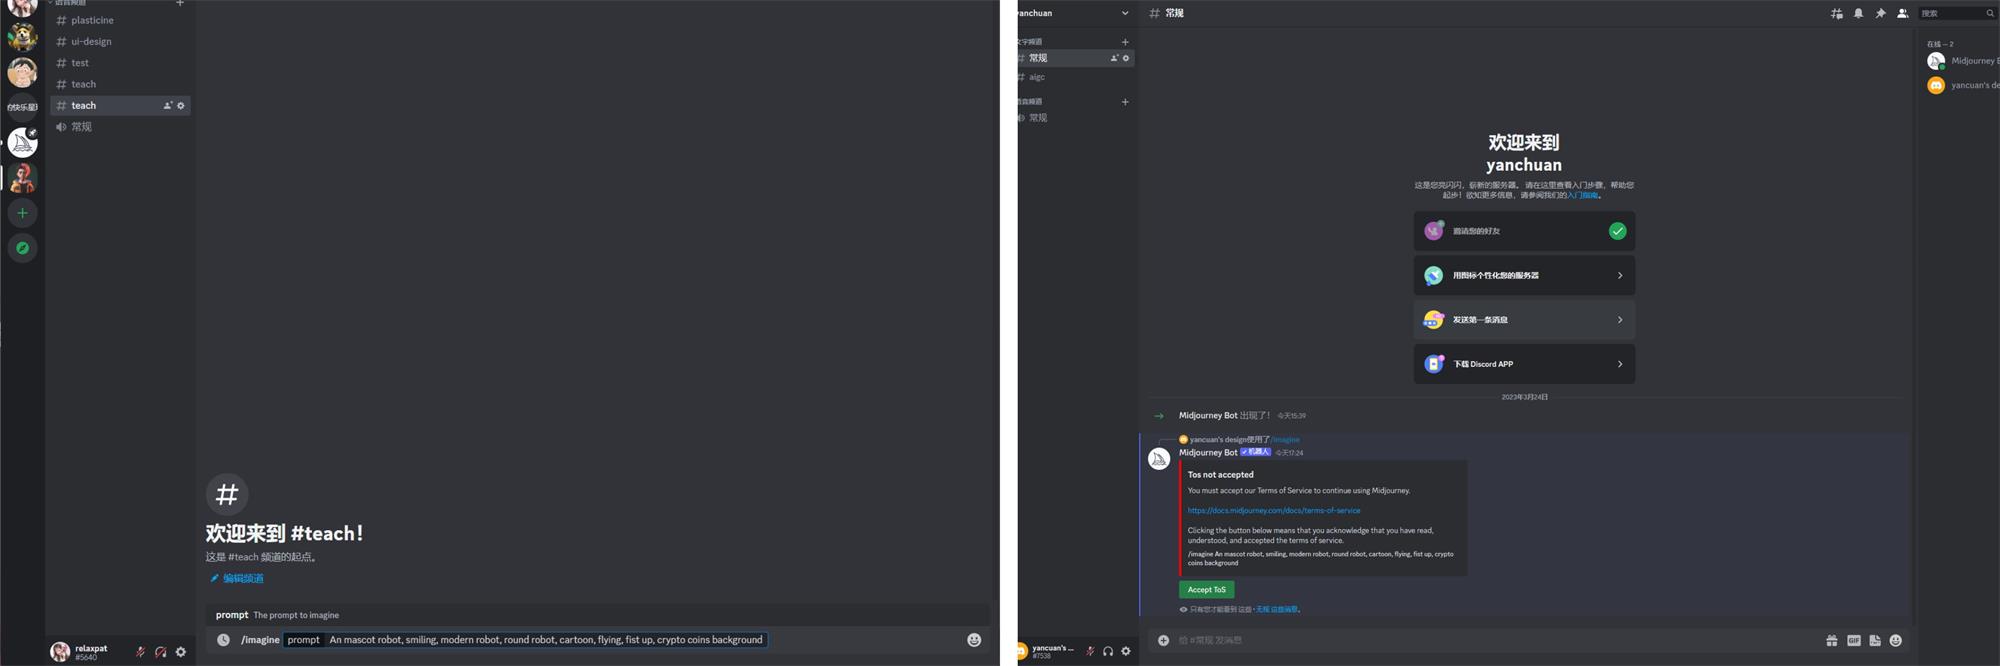 语音频道
plasticine
ui-design
test
teach
teach
常规
欢迎来到 #teach!
这是 #teach 频道的起点。
编辑频道
prompt The prompt to imagine
/imagine prompt An mascot robot, smiling, modern robot, round robot, cartoon, flying, fist up, crypto coins background
relaxpat
#5640
yanchuan
文字频道
常规
aigc
语音频道
常规
yancuan's ...
#7538
# 常规
搜索
欢迎来到
yanchuan
这是您亮闪闪，崭新的服务器。请在这里查看入门步骤，帮助您
起步！欲知更多信息，请参阅我们的入门指南。
邀请您的好友
用图标个性化您的服务器
发送第一条消息
下载 Discord APP
2023年3月24日
Midjourney Bot 出现了! 今天15:39
yancuan's design使用了/imagine
Midjourney Bot 机器人 今天17:24
Tos not accepted
You must accept our Terms of Service to continue using Midjourney.
https://docs.midjourney.com/docs/terms-of-service
Clicking the button below means that you acknowledge that you have read,
understood, and accepted the terms of service.
/imagine An mascot robot, smiling, modern robot, round robot, cartoon, flying, fist up, crypto
coins background
Accept ToS
只有您才能看到 这些 · 无视 这些消息。
给 #常规 发消息
GIF
在线 — 2
Midjourney B
yancuan's de